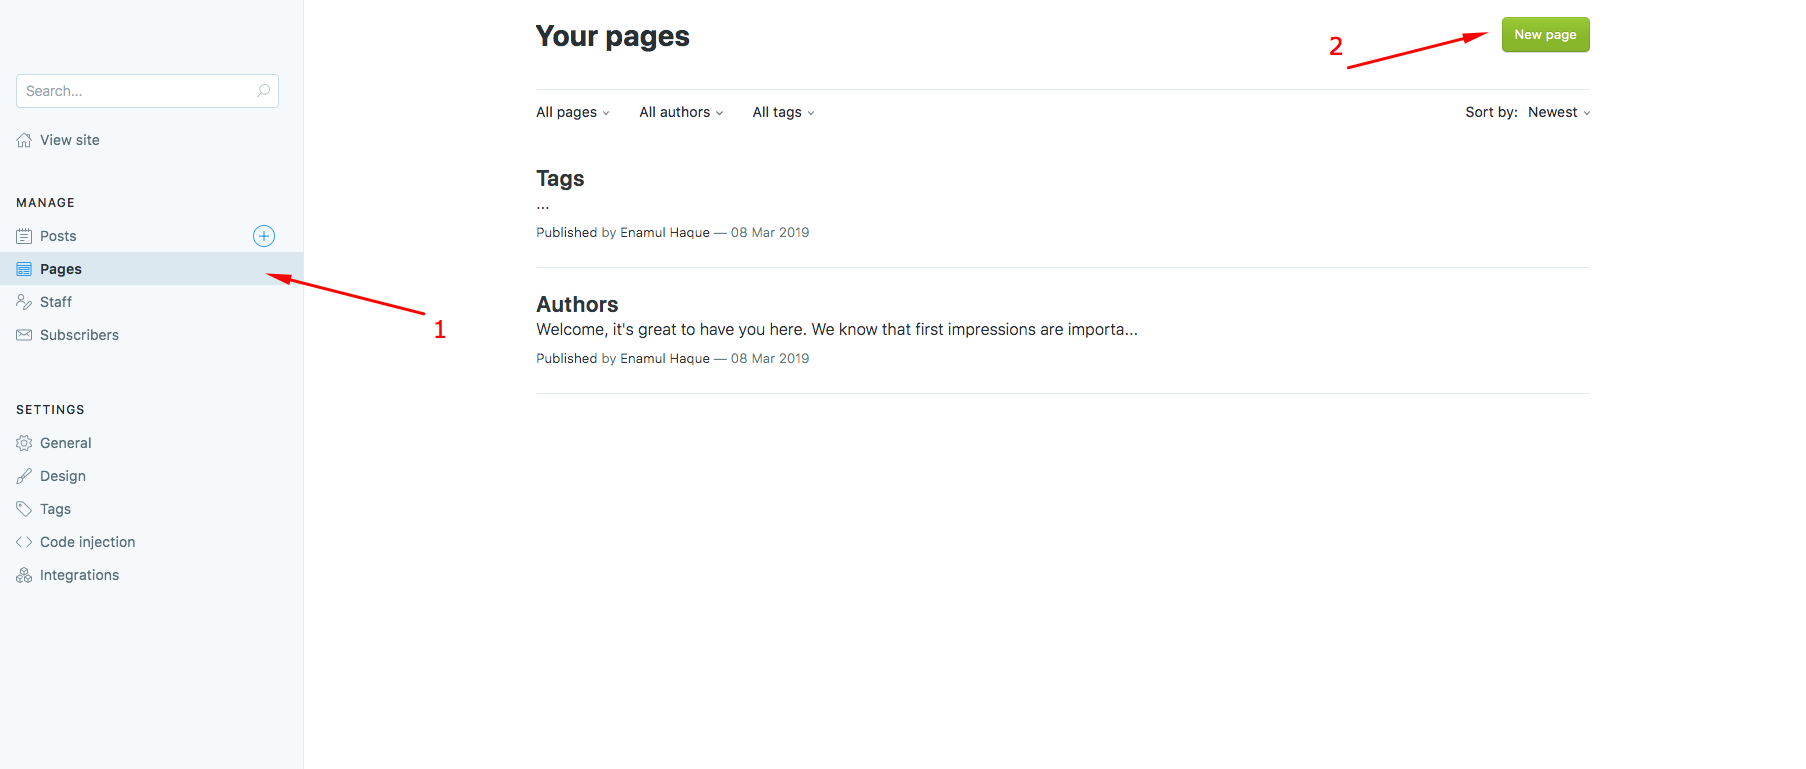 Search...
View site
MANAGE
Posts
Pages
Staff
Subscribers
SETTINGS
General
Design
Tags
Code injection
Integrations
1
Your pages
2
New page
All pages
All authors
All tags
Sort by: Newest
Tags
...
Published by Enamul Haque — 08 Mar 2019
Authors
Welcome, it's great to have you here. We know that first impressions are importa...
Published by Enamul Haque — 08 Mar 2019